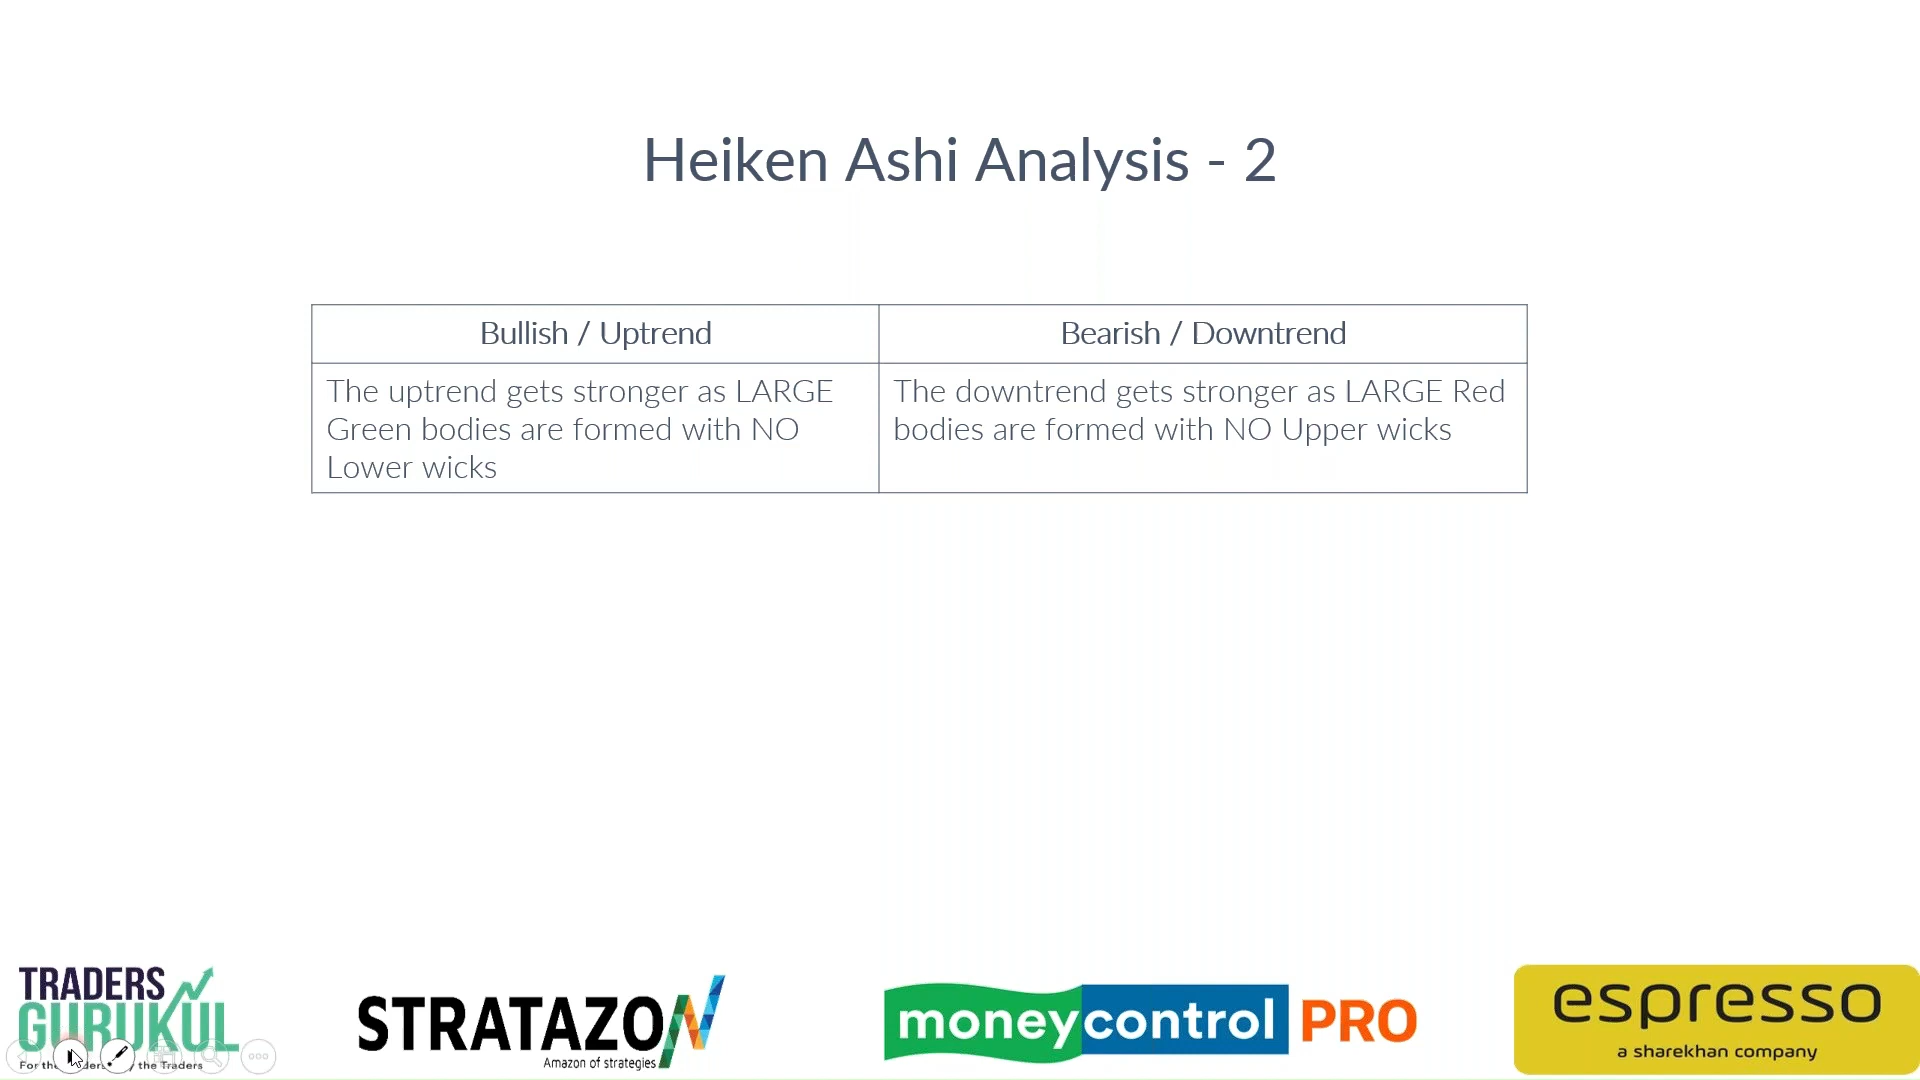 Heiken Ashi Analysis - 2
Bullish / Uptrend
Bearish / Downtrend
The uptrend gets stronger as LARGE
Green bodies are formed with NO
Lower wicks
The downtrend gets stronger as LARGE Red
bodies are formed with NO Upper wicks
TRADERS
GURUKUL
For the the Traders
STRATAZON
Amazon of strategies
moneycontrol PRO
espresso
a sharekhan company